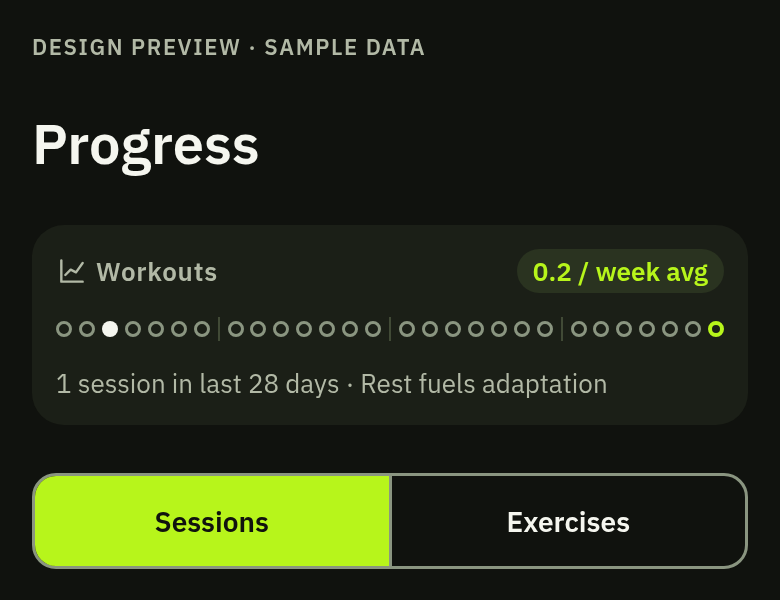 DESIGN PREVIEW · SAMPLE DATA
Progress
Workouts
0.2 / week avg
1 session in last 28 days · Rest fuels adaptation
Sessions
Exercises